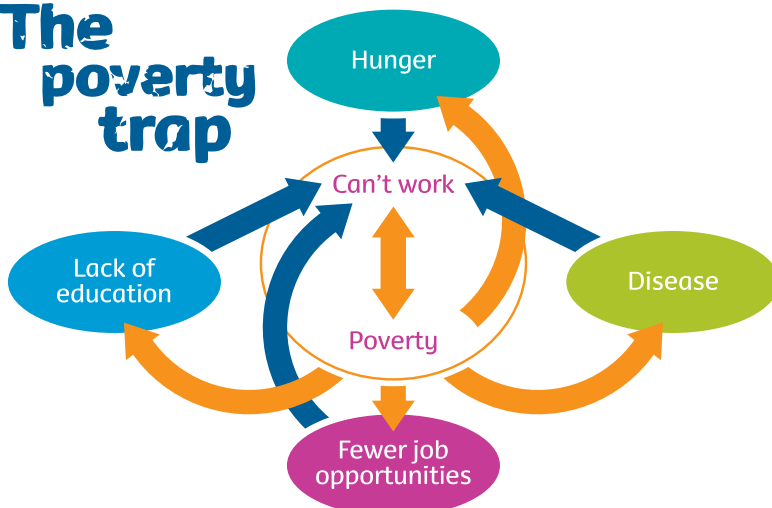 The
poverty
trap
Hunger
Can't work
Lack of
education
Disease
Poverty
Fewer job
opportunities